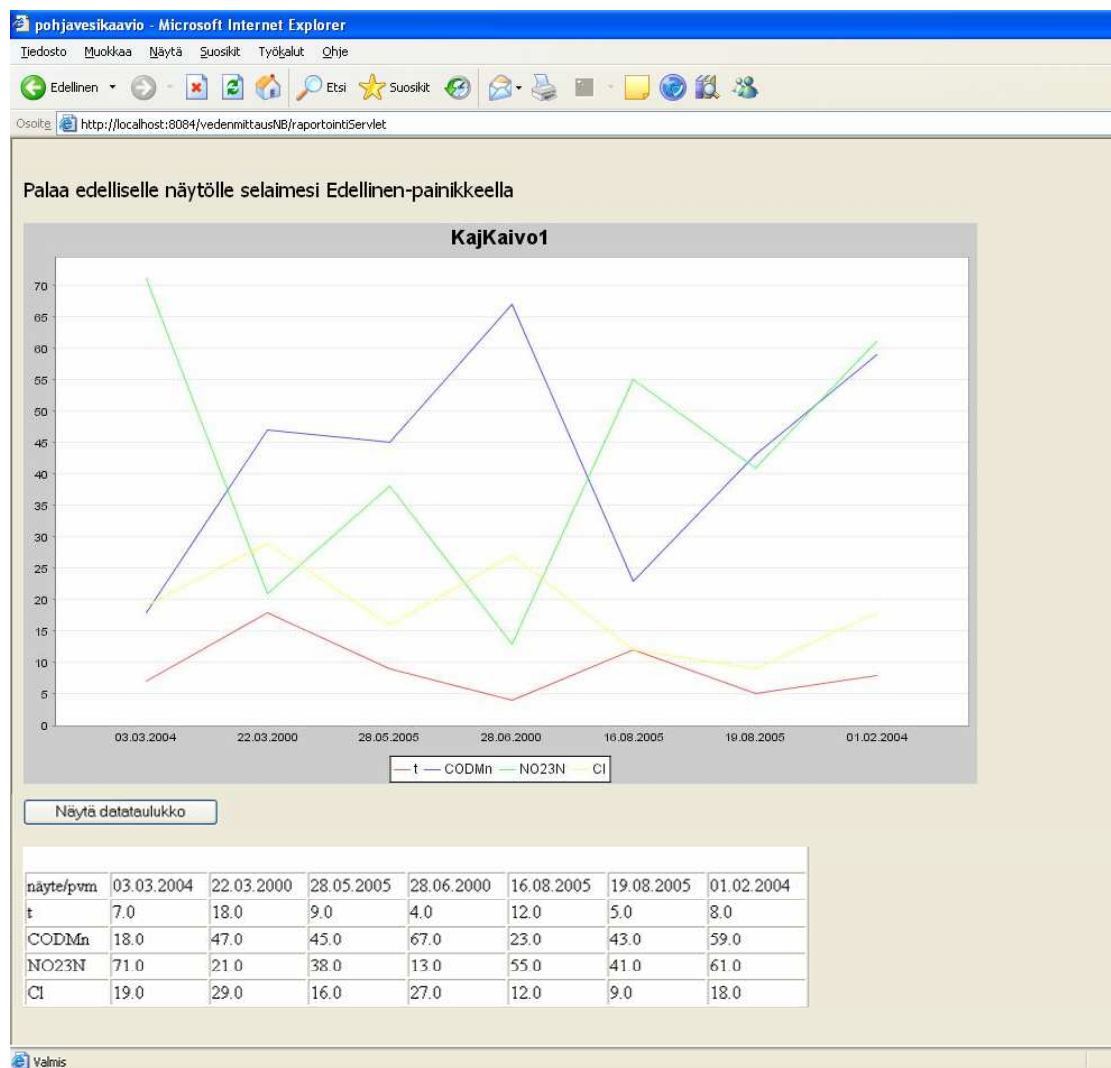 pohjavesikaavio - Microsoft Internet Explorer
Tiedosto Muokkaa Näytä Suosikit Työkalut Ohje
Edellinen Etsi Suosikit
Osoite http://localhost:8084/vedenmittausNB/raportointiServlet
Palaa edelliselle näytölle selaimesi Edellinen-painikkeella
KajKaivo1
70
65
60
55
50
45
40
35
30
25
20
15
10
5
0
03.03.2004 22.03.2000 28.05.2005 28.06.2000 16.08.2005 19.08.2005 01.02.2004
t CODMn NO23N Cl
Näytä datataulukko
näyte/pvm 03.03.2004 22.03.2000 28.05.2005 28.06.2000 16.08.2005 19.08.2005 01.02.2004
t 7.0 18.0 9.0 4.0 12.0 5.0 8.0
CODMn 18.0 47.0 45.0 67.0 23.0 43.0 59.0
NO23N 71.0 21.0 38.0 13.0 55.0 41.0 61.0
Cl 19.0 29.0 16.0 27.0 12.0 9.0 18.0
Valmis